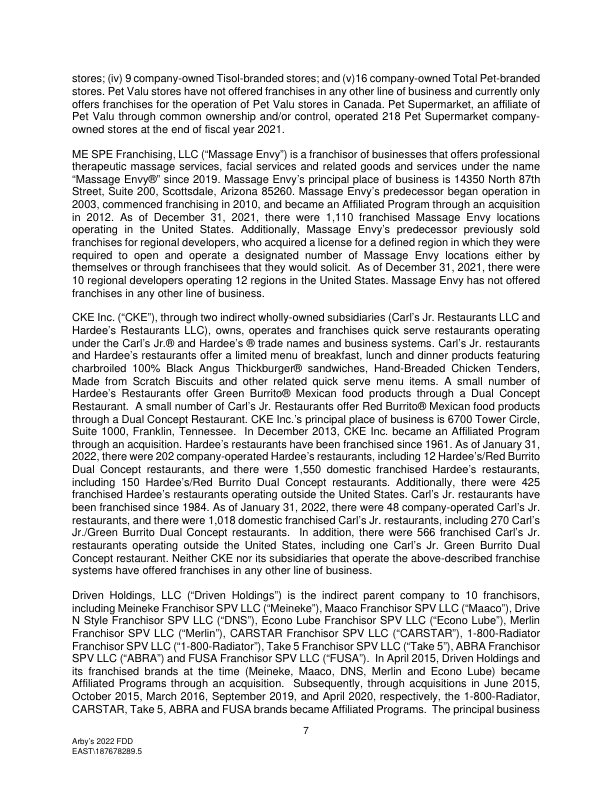 stores; (iv) 9 company-owned Tisol-branded stores; and (v)16 company-owned Total Pet-branded
stores. Pet Valu stores have not offered franchises in any other line of business and currently only
offers franchises for the operation of Pet Valu stores in Canada. Pet Supermarket, an affiliate of
Pet Valu through common ownership and/or control, operated 218 Pet Supermarket company-
owned stores at the end of fiscal year 2021.
ME SPE Franchising, LLC (“Massage Envy”) is a franchisor of businesses that offers professional
therapeutic massage services, facial services and related goods and services under the name
“Massage Envy®” since 2019. Massage Envy’s principal place of business is 14350 North 87th
Street, Suite 200, Scottsdale, Arizona 85260. Massage Envy’s predecessor began operation in
2003, commenced franchising in 2010, and became an Affiliated Program through an acquisition
in 2012. As of December 31, 2021, there were 1,110 franchised Massage Envy locations
operating in the United States. Additionally, Massage Envy’s predecessor previously sold
franchises for regional developers, who acquired a license for a defined region in which they were
required to open and operate a designated number of Massage Envy locations either by
themselves or through franchisees that they would solicit. As of December 31, 2021, there were
10 regional developers operating 12 regions in the United States. Massage Envy has not offered
franchises in any other line of business.
CKE Inc. (“CKE”), through two indirect wholly-owned subsidiaries (Carl’s Jr. Restaurants LLC and
Hardee’s Restaurants LLC), owns, operates and franchises quick serve restaurants operating
under the Carl’s Jr.® and Hardee’s ® trade names and business systems. Carl’s Jr. restaurants
and Hardee’s restaurants offer a limited menu of breakfast, lunch and dinner products featuring
charbroiled 100% Black Angus Thickburger® sandwiches, Hand-Breaded Chicken Tenders,
Made from Scratch Biscuits and other related quick serve menu items. A small number of
Hardee’s Restaurants offer Green Burrito® Mexican food products through a Dual Concept
Restaurant. A small number of Carl’s Jr. Restaurants offer Red Burrito® Mexican food products
through a Dual Concept Restaurant. CKE Inc.’s principal place of business is 6700 Tower Circle,
Suite 1000, Franklin, Tennessee. In December 2013, CKE Inc. became an Affiliated Program
through an acquisition. Hardee’s restaurants have been franchised since 1961. As of January 31,
2022, there were 202 company-operated Hardee’s restaurants, including 12 Hardee’s/Red Burrito
Dual Concept restaurants, and there were 1,550 domestic franchised Hardee’s restaurants,
including 150 Hardee’s/Red Burrito Dual Concept restaurants. Additionally, there were 425
franchised Hardee’s restaurants operating outside the United States. Carl’s Jr. restaurants have
been franchised since 1984. As of January 31, 2022, there were 48 company-operated Carl’s Jr.
restaurants, and there were 1,018 domestic franchised Carl’s Jr. restaurants, including 270 Carl’s
Jr./Green Burrito Dual Concept restaurants. In addition, there were 566 franchised Carl’s Jr.
restaurants operating outside the United States, including one Carl’s Jr. Green Burrito Dual
Concept restaurant. Neither CKE nor its subsidiaries that operate the above-described franchise
systems have offered franchises in any other line of business.
Driven Holdings, LLC (“Driven Holdings”) is the indirect parent company to 10 franchisors,
including Meineke Franchisor SPV LLC (“Meineke”), Maaco Franchisor SPV LLC (“Maaco”), Drive
N Style Franchisor SPV LLC (“DNS”), Econo Lube Franchisor SPV LLC (“Econo Lube”), Merlin
Franchisor SPV LLC (“Merlin”), CARSTAR Franchisor SPV LLC (“CARSTAR”), 1-800-Radiator
Franchisor SPV LLC (“1-800-Radiator”), Take 5 Franchisor SPV LLC (“Take 5”), ABRA Franchisor
SPV LLC (“ABRA”) and FUSA Franchisor SPV LLC (“FUSA”). In April 2015, Driven Holdings and
its franchised brands at the time (Meineke, Maaco, DNS, Merlin and Econo Lube) became
Affiliated Programs through an acquisition. Subsequently, through acquisitions in June 2015,
October 2015, March 2016, September 2019, and April 2020, respectively, the 1-800-Radiator,
CARSTAR, Take 5, ABRA and FUSA brands became Affiliated Programs. The principal business
7
Arby’s 2022 FDD
EAST\187678289.5